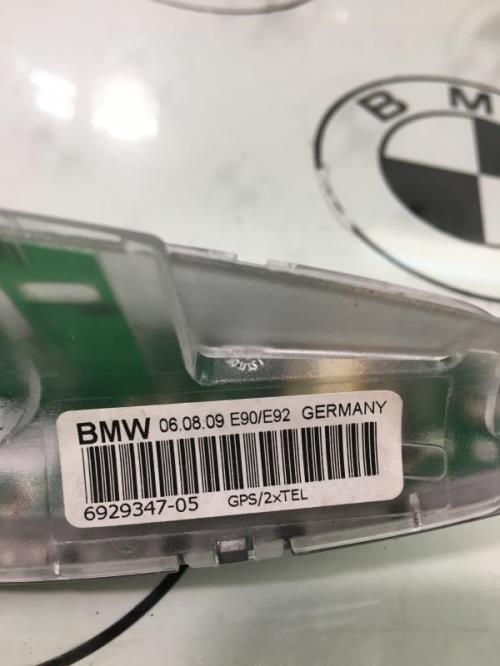 B M
BMW 06.08.09 E90/E92 GERMANY
6929347-05 GPS/2xTEL